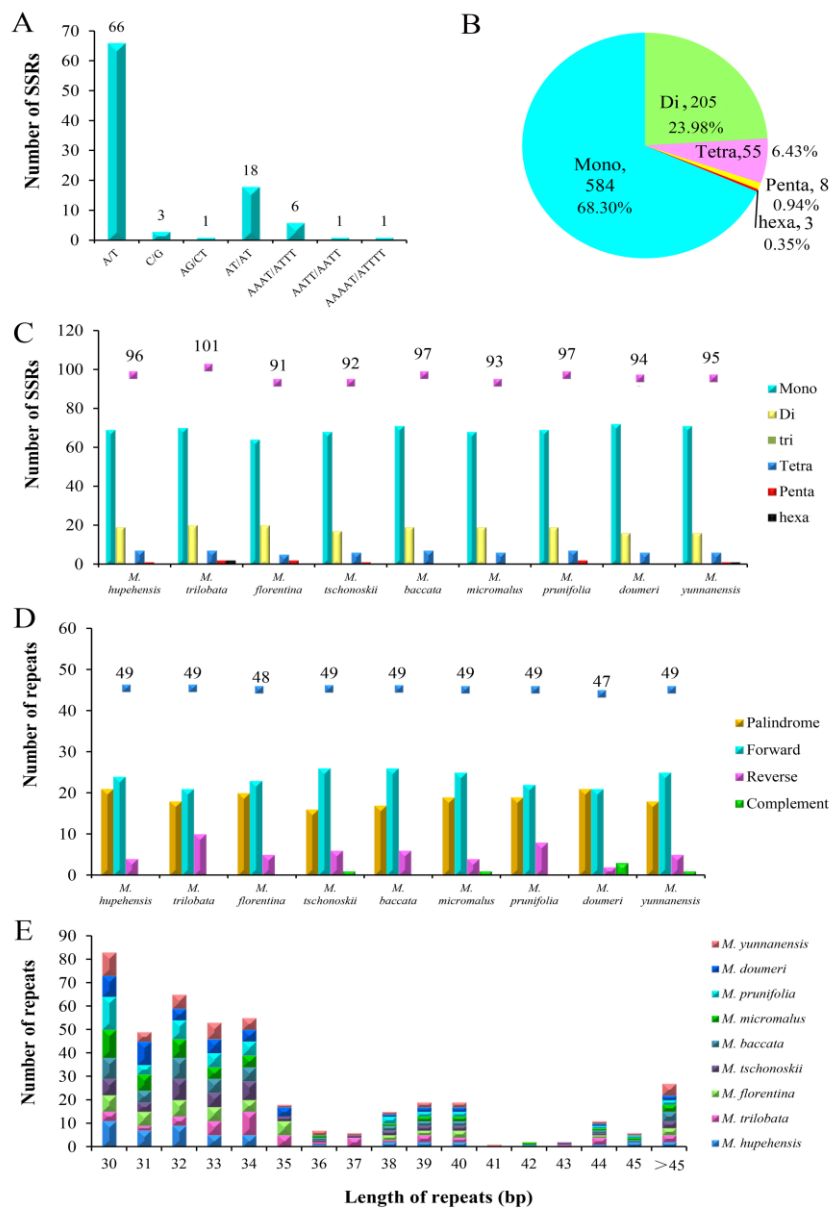 A
Number of SSRs
70
60
50
40
30
20
10
0
66
3
1
18
6
1
1
A/T
C/G
AG/CT
AT/AT
AAAT/ATTT
AATT/AATT
AAAAT/ATTTT
B
Di, 205
23.98%
Tetra,55
6.43%
Mono,
584
68.30%
Penta, 8
0.94%
hexa, 3
0.35%
C
Number of SSRs
120
100
80
60
40
20
0
96
101
91
92
97
93
97
94
95
M. hupehensis
M. trilobata
M. florentina
M. tschonoskii
M. baccata
M. micromalus
M. prunifolia
M. doumeri
M. yunnanensis
Mono
Di
tri
Tetra
Penta
hexa
D
Number of repeats
60
50
40
30
20
10
0
49
49
48
49
49
49
49
47
49
M. hupehensis
M. trilobata
M. florentina
M. tschonoskii
M. baccata
M. micromalus
M. prunifolia
M. doumeri
M. yunnanensis
Palindrome
Forward
Reverse
Complement
E
Number of repeats
90
80
70
60
50
40
30
20
10
0
30
31
32
33
34
35
36
37
38
39
40
41
42
43
44
45
＞45
Length of repeats (bp)
M. yunnanensis
M. doumeri
M. prunifolia
M. micromalus
M. baccata
M. tschonoskii
M. florentina
M. trilobata
M. hupehensis